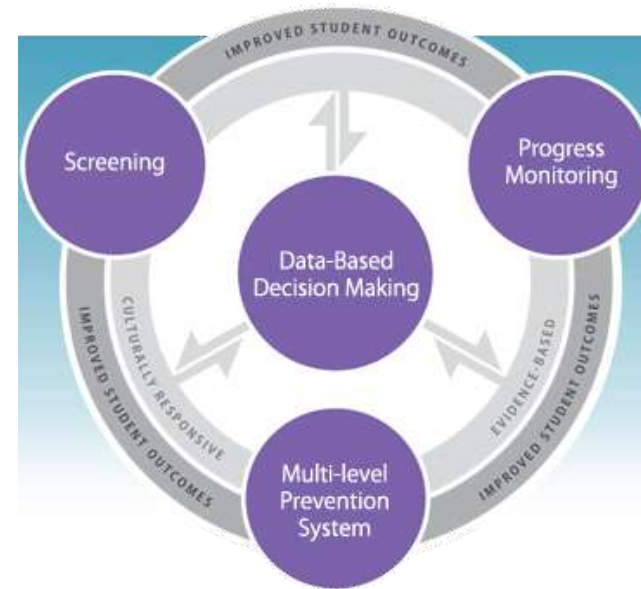 IMPROVED STUDENT OUTCOMES
Screening
Progress
Monitoring
Data-Based
Decision Making
IMPROVED STUDENT OUTCOMES
CULTURALLY RESPONSIVE
EVIDENCE-BASED
IMPROVED STUDENT OUTCOMES
Multi-level
Prevention
System